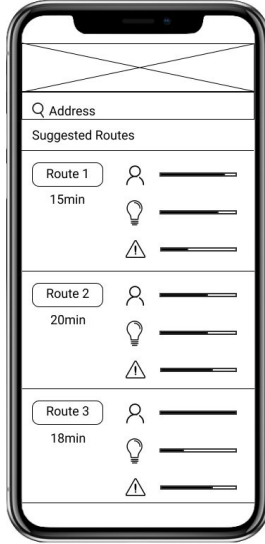 Address
Suggested Routes
Route 1
15min
Route 2
20min
Route 3
18min